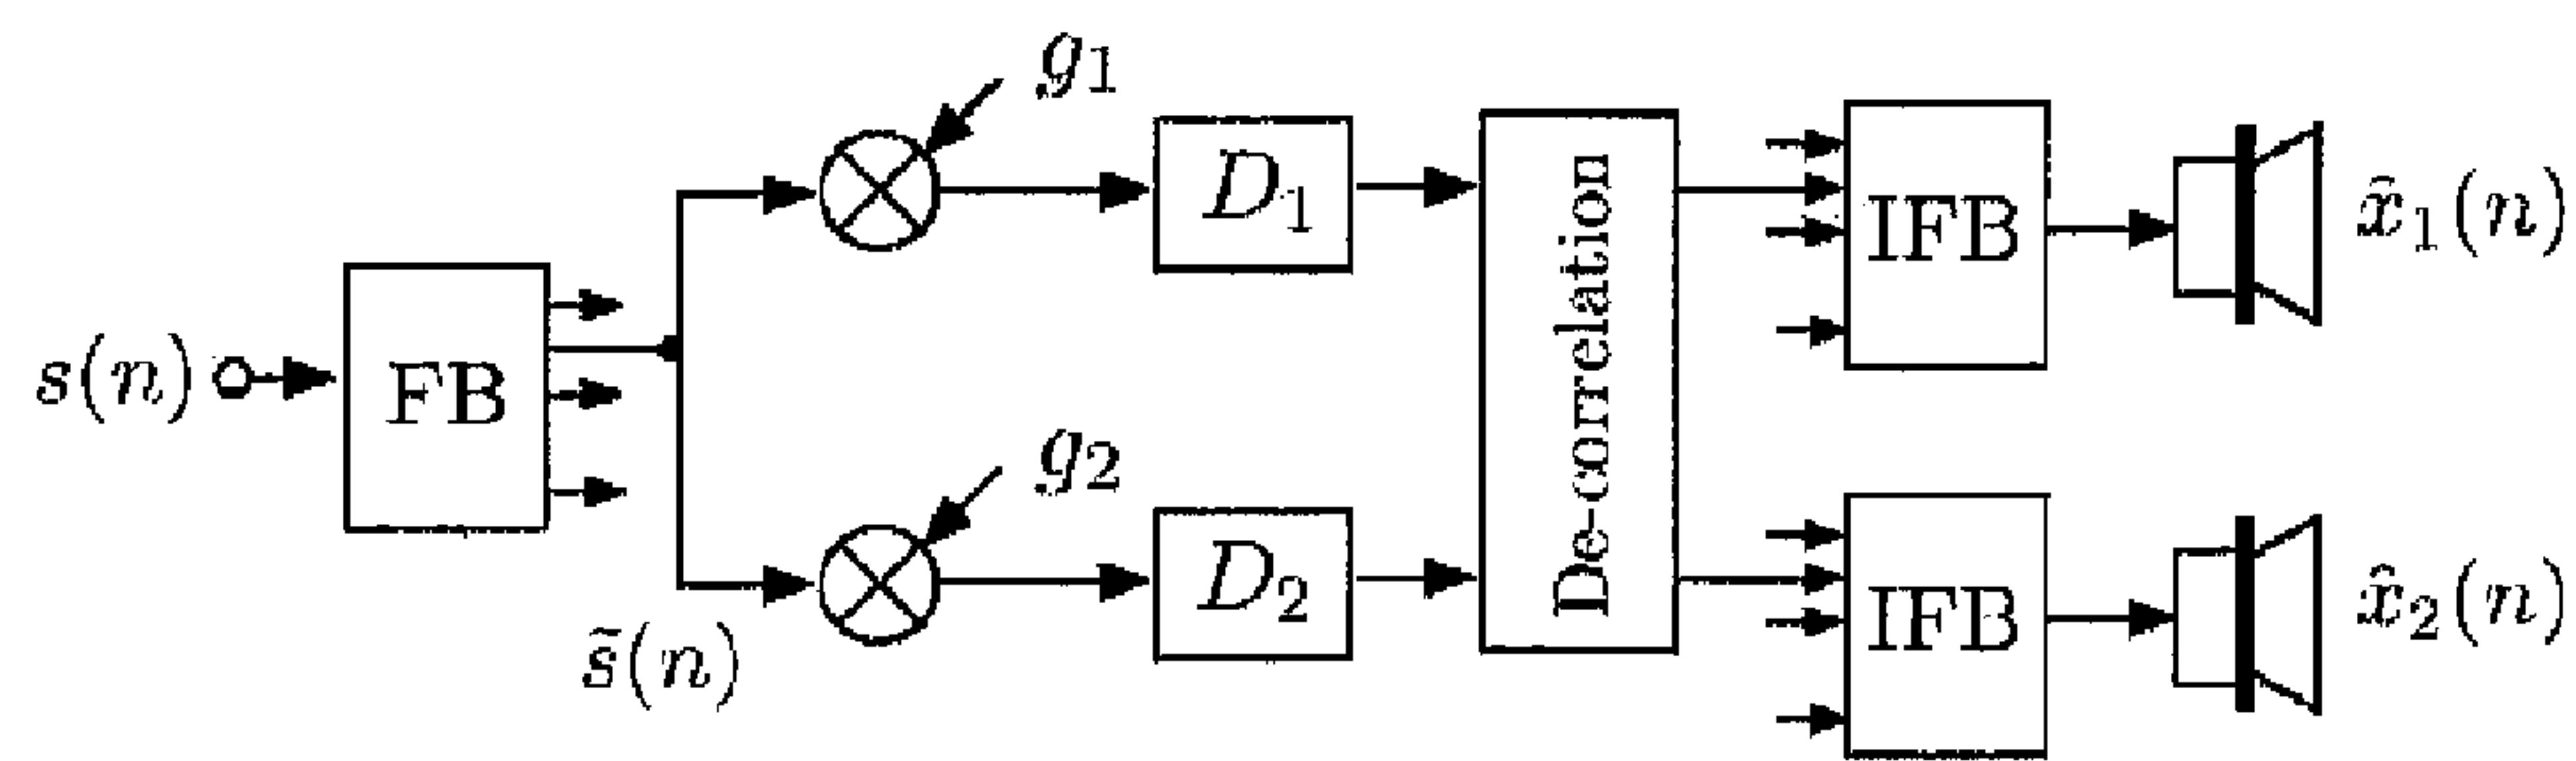 g₁
D₁
De-correlation
IFB
x̂₁(n)
s(n)
FB
g₂
D₂
IFB
x̂₂(n)
s̃(n)